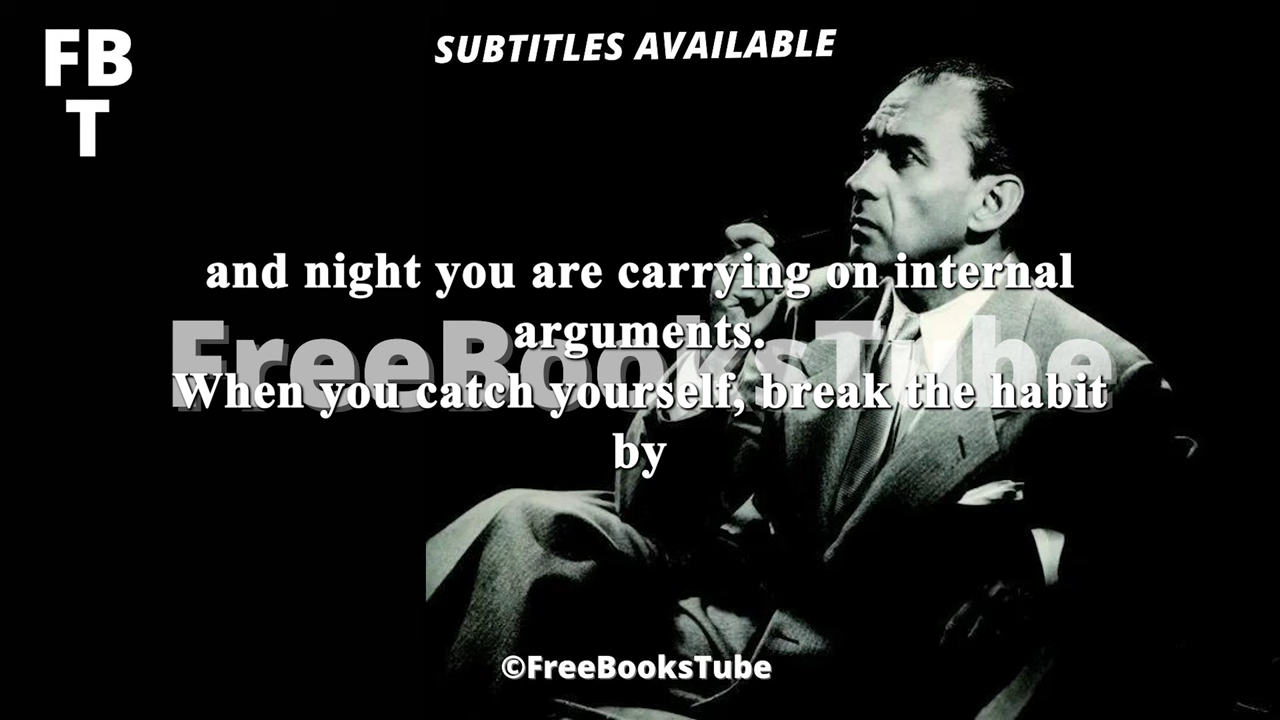 FB
T
SUBTITLES AVAILABLE
and night you are carrying on internal
arguments.
FreeBooksTube
When you catch yourself, break the habit
by
©FreeBooksTube